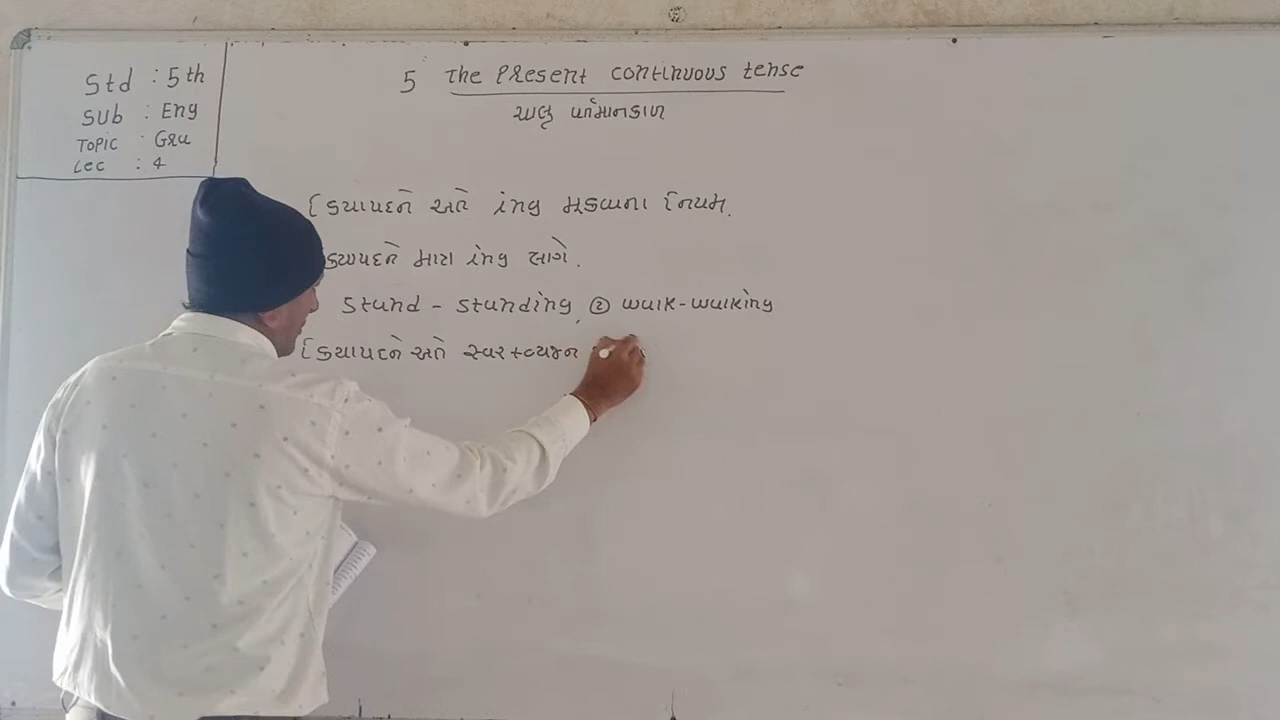 Std : 5th
Sub : Eng
Topic : Gra
Lec : 4
5 The Present continuous tense
ચાલુ વર્તમાનકાળ
ક્રિયાપદને અંતે ing મૂકવાના નિયમ.
ક્રિયાપદને માત્ર ing લાગે.
Stand - standing, ② walk-walking
ક્રિયાપદને અંતે સ્વર+વ્યંજન